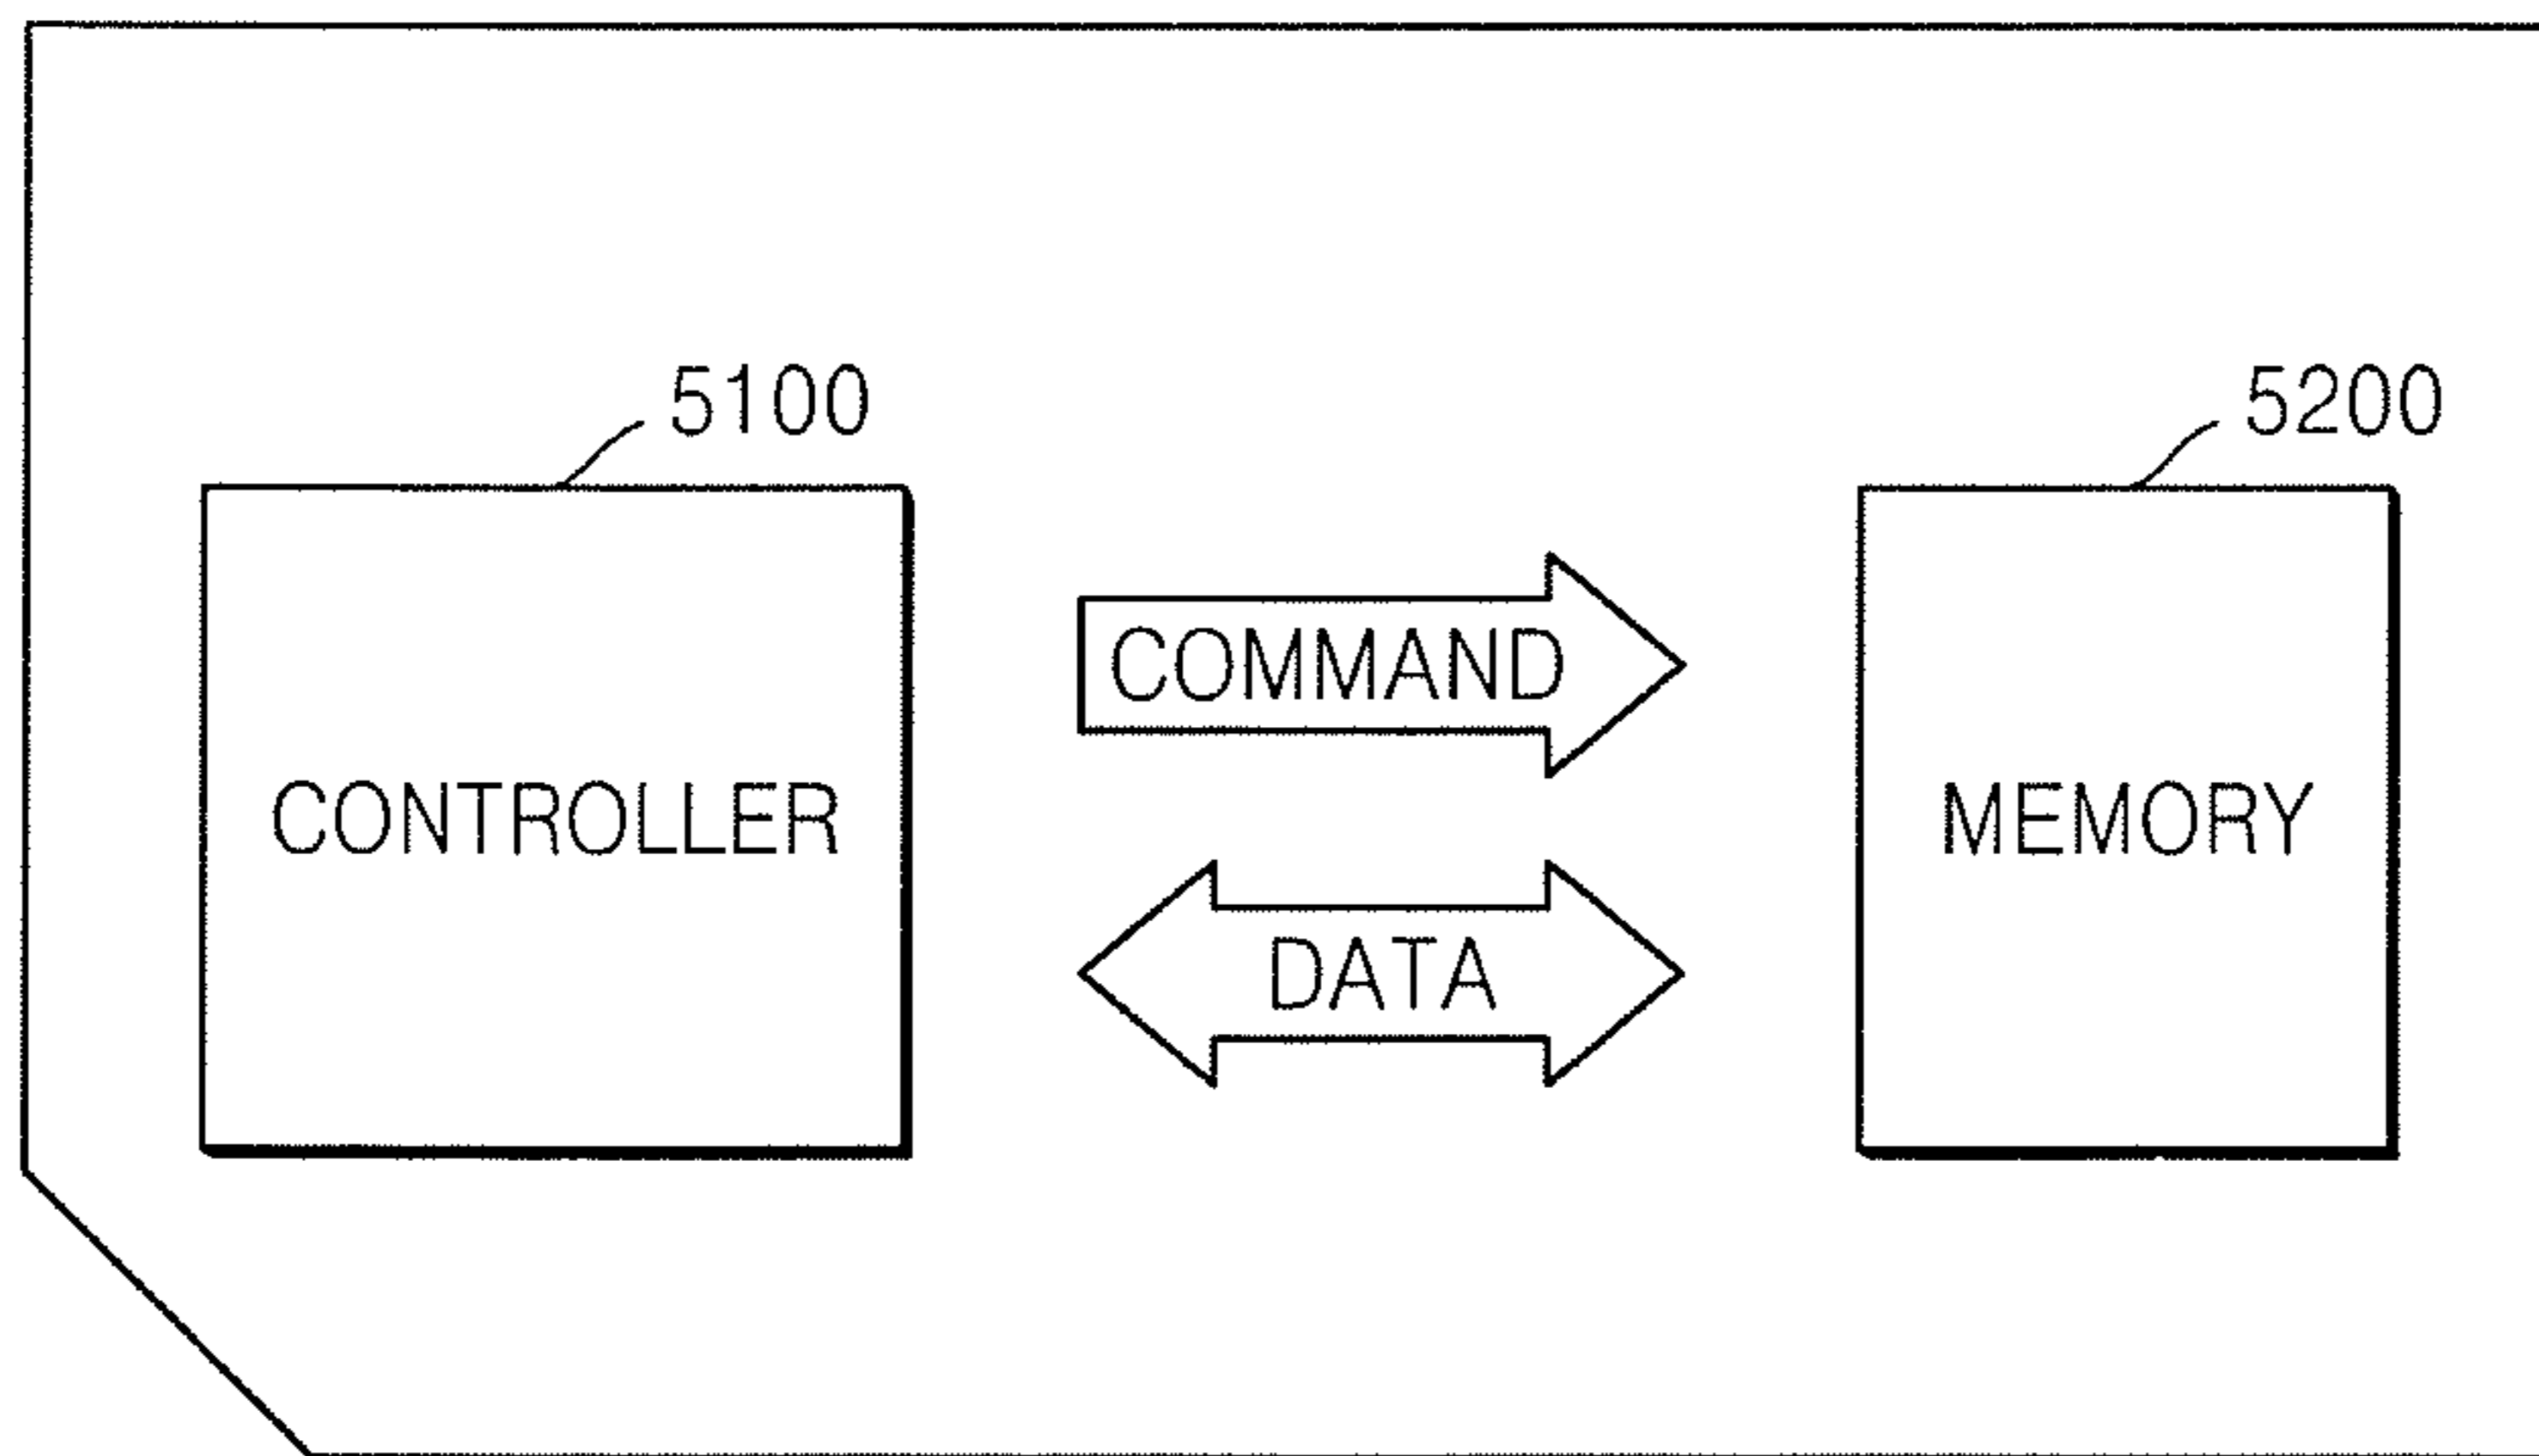 5100
5200
COMMAND
CONTROLLER
MEMORY
DATA